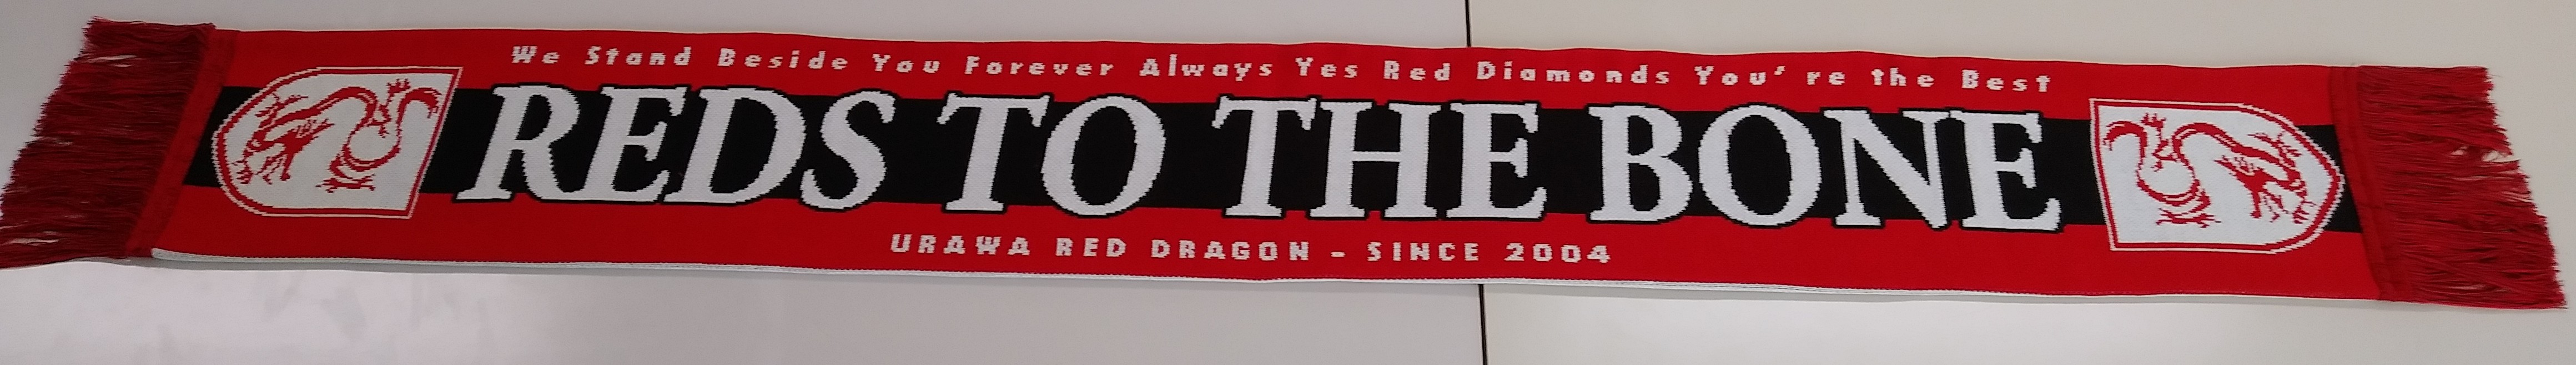 We Stand Beside You Forever Always Yes Red Diamonds You're the Best
REDS TO THE BONE
URAWA RED DRAGON - SINCE 2004